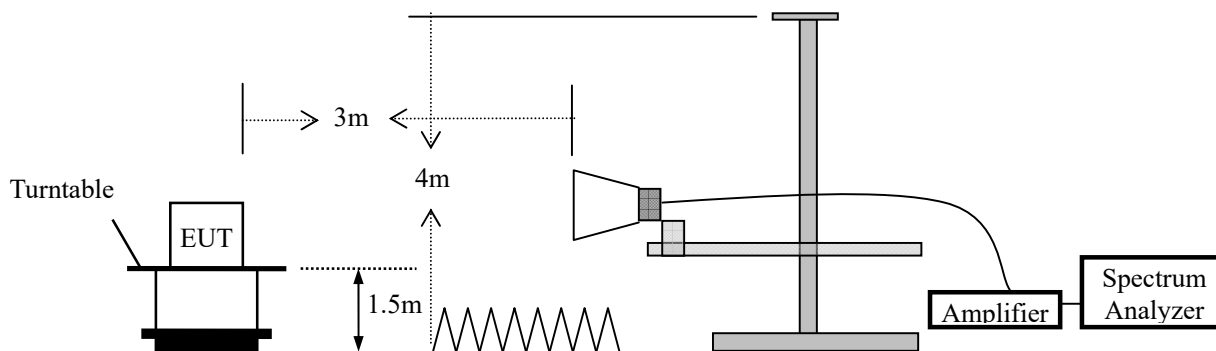 3m
4m
Turntable
EUT
1.5m
Amplifier
Spectrum
Analyzer